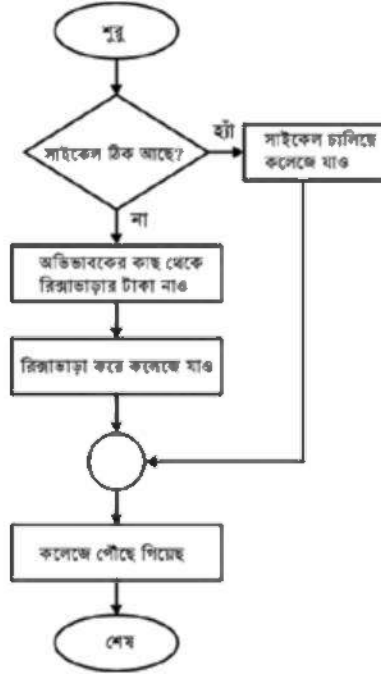 শুরু
সাইকেল ঠিক আছে?
হ্যাঁ
সাইকেল চালিয়ে
কলেজে যাও
না
অভিভাবকের কাছ থেকে
রিক্সাভাড়ার টাকা নাও
রিক্সাভাড়া করে কলেজে যাও
কলেজে পৌঁছে গিয়েছ
শেষ